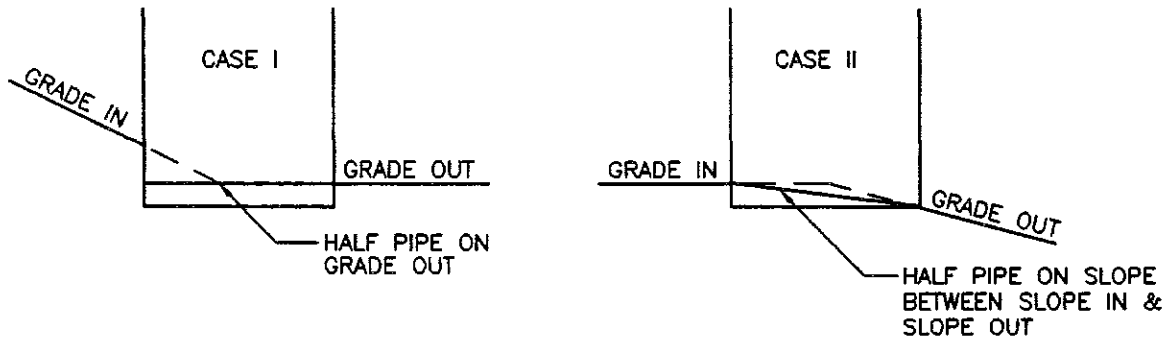 CASE I
GRADE IN
GRADE OUT
HALF PIPE ON
GRADE OUT
CASE II
GRADE IN
GRADE OUT
HALF PIPE ON SLOPE
BETWEEN SLOPE IN &
SLOPE OUT